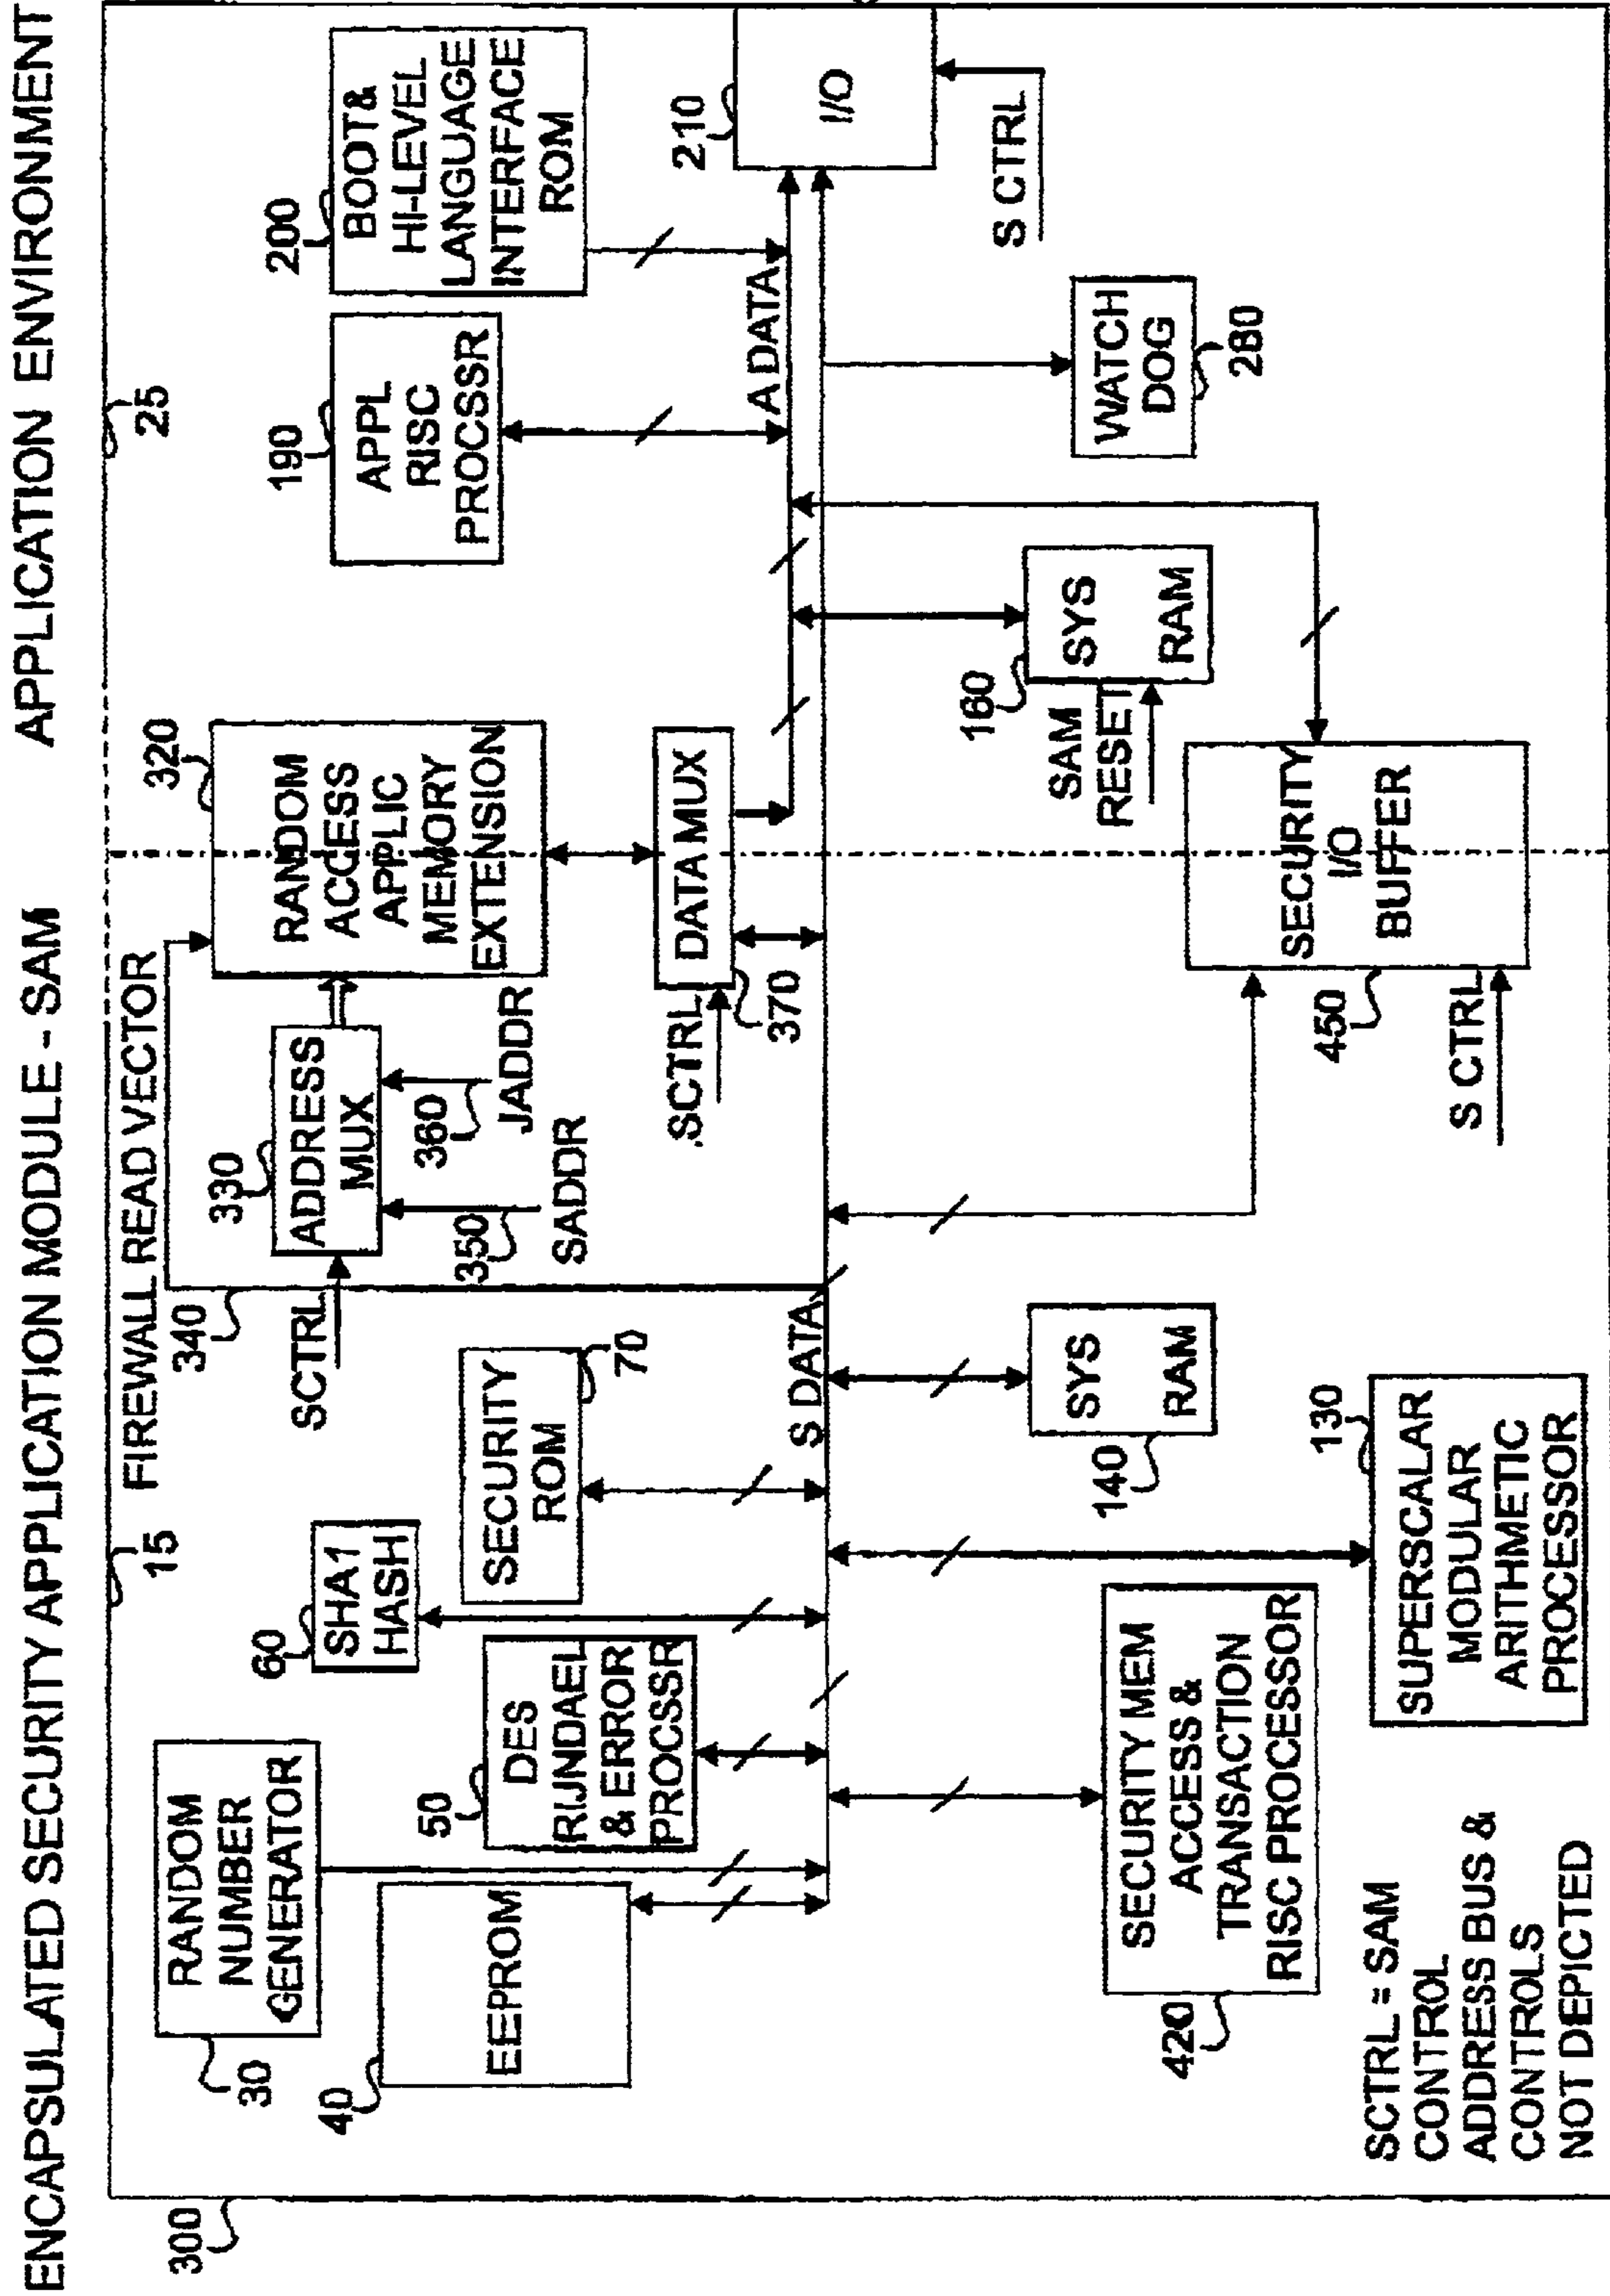 ENCAPSULATED SECURITY APPLICATION MODULE - SAM
APPLICATION ENVIRONMENT
300
15
25
FIREWALL READ VECTOR
340
30
RANDOM
NUMBER
GENERATOR
40
EEPROM
50
DES
RIJNDAEL
& ERROR
PROCSSR
60
SHA1
HASH
SECURITY
ROM
70
SCTRL
330
ADDRESS
MUX
350
SADDR
360
JADDR
320
RANDOM
ACCESS
APPLIC
MEMORY
EXTENSION
.SCTRL
DATA MUX
370
190
APPL
RISC
PROCSSR
200
BOOT&
HI-LEVEL
LANGUAGE
INTERFACE
ROM
A DATA
210
I/O
S CTRL
S DATA
420
SECURITY MEM
ACCESS &
TRANSACTION
RISC PROCESSOR
130
SUPERSCALAR
MODULAR
ARITHMETIC
PROCESSOR
140
SYS
RAM
450
SECURITY
I/O
BUFFER
S CTRL
160
SYS
RAM
SAM
RESET
WATCH
DOG
280
SCTRL = SAM
CONTROL
ADDRESS BUS &
CONTROLS
NOT DEPICTED